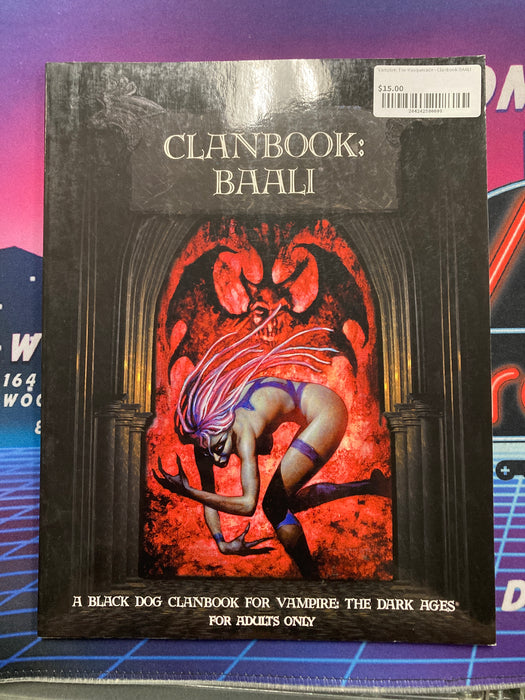 Vampire: The Masquerade - Clanbook: Baali
$15.00
CLANBOOK:
BAALI
W
164
A BLACK DOG CLANBOOK FOR VAMPIRE: THE DARK AGES®
FOR ADULTS ONLY